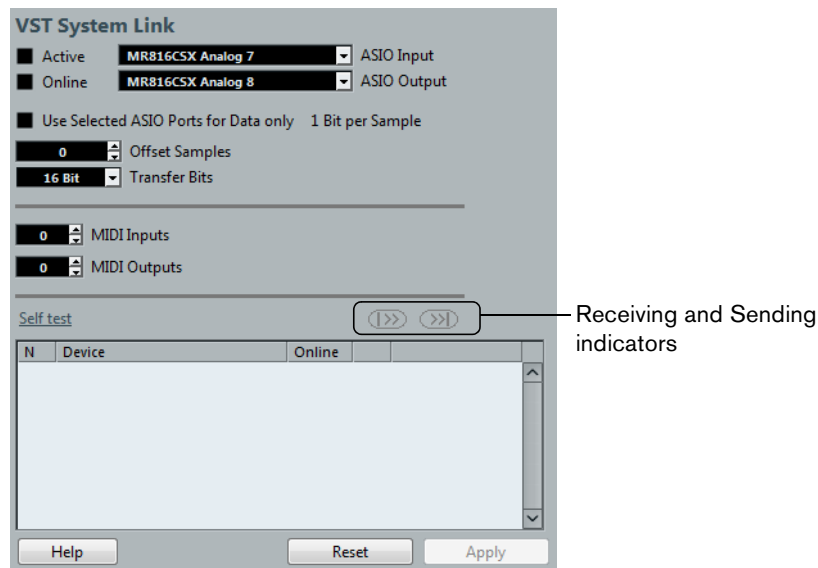 VST System Link
Active MR816CSX Analog 7 ASIO Input
Online MR816CSX Analog 8 ASIO Output
Use Selected ASIO Ports for Data only 1 Bit per Sample
0 Offset Samples
16 Bit Transfer Bits
0 MIDI Inputs
0 MIDI Outputs
Self test
Receiving and Sending
indicators
N Device Online
Help Reset Apply